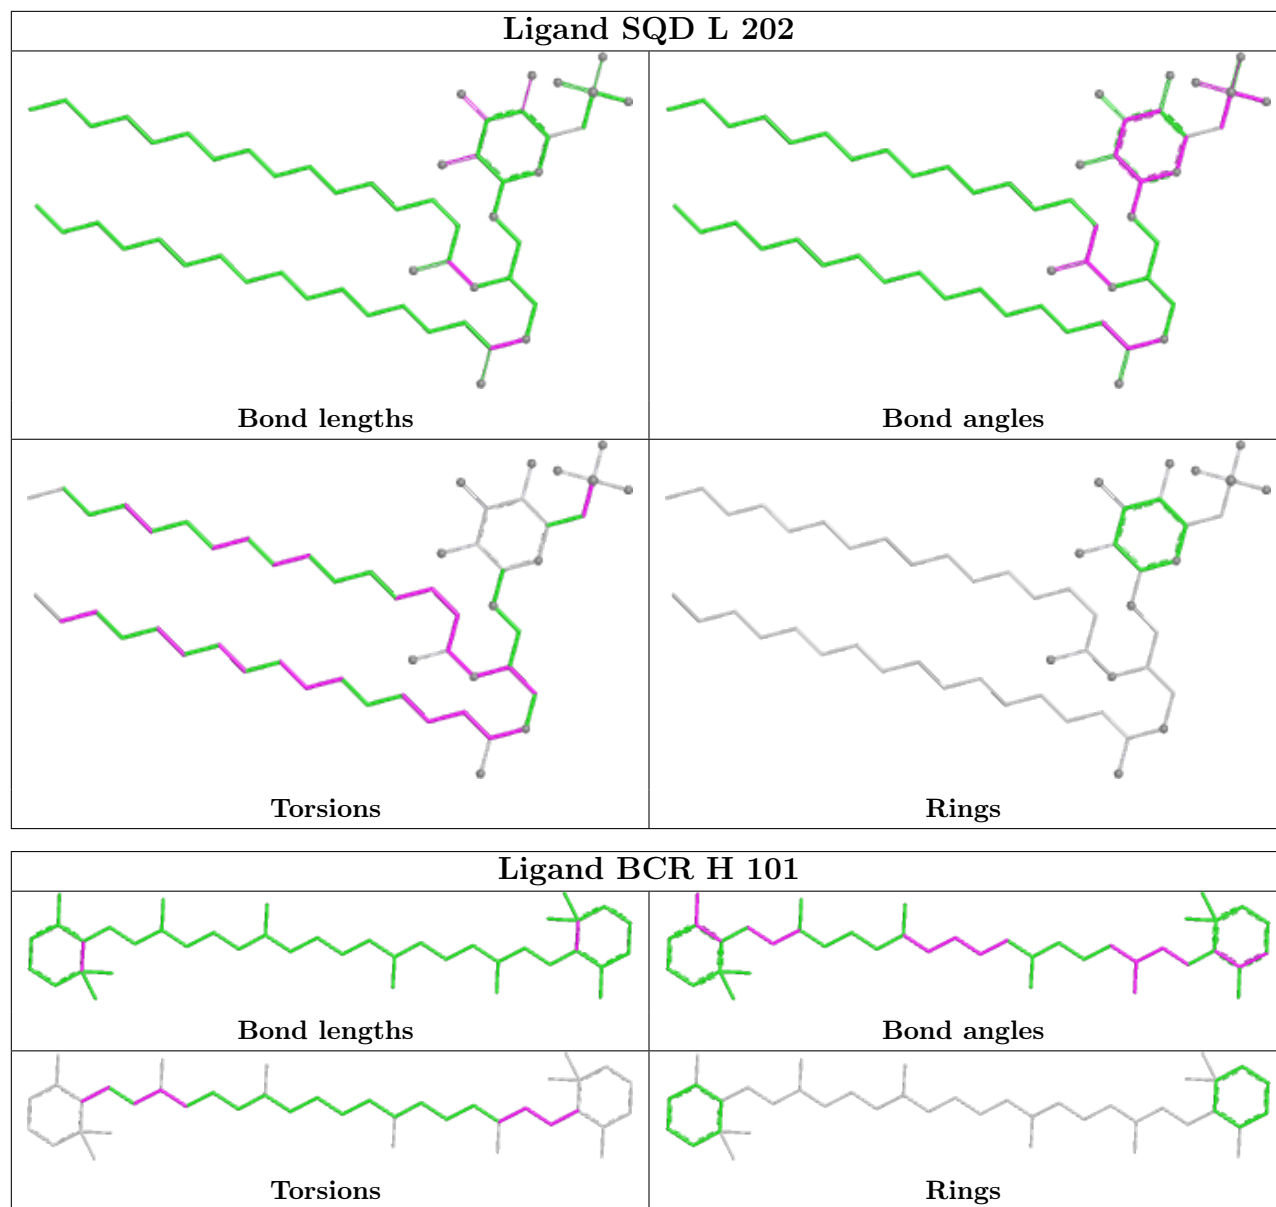 Ligand SQD L 202
Bond lengths
Bond angles
Torsions
Rings
Ligand BCR H 101
Bond lengths
Bond angles
Torsions
Rings